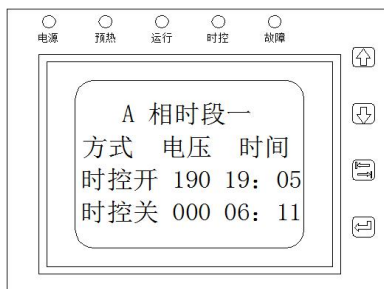 电源 预热 运行 时控 故障
A 相时段一
方式 电压 时间
时控开 190 19：05
时控关 000 06：11